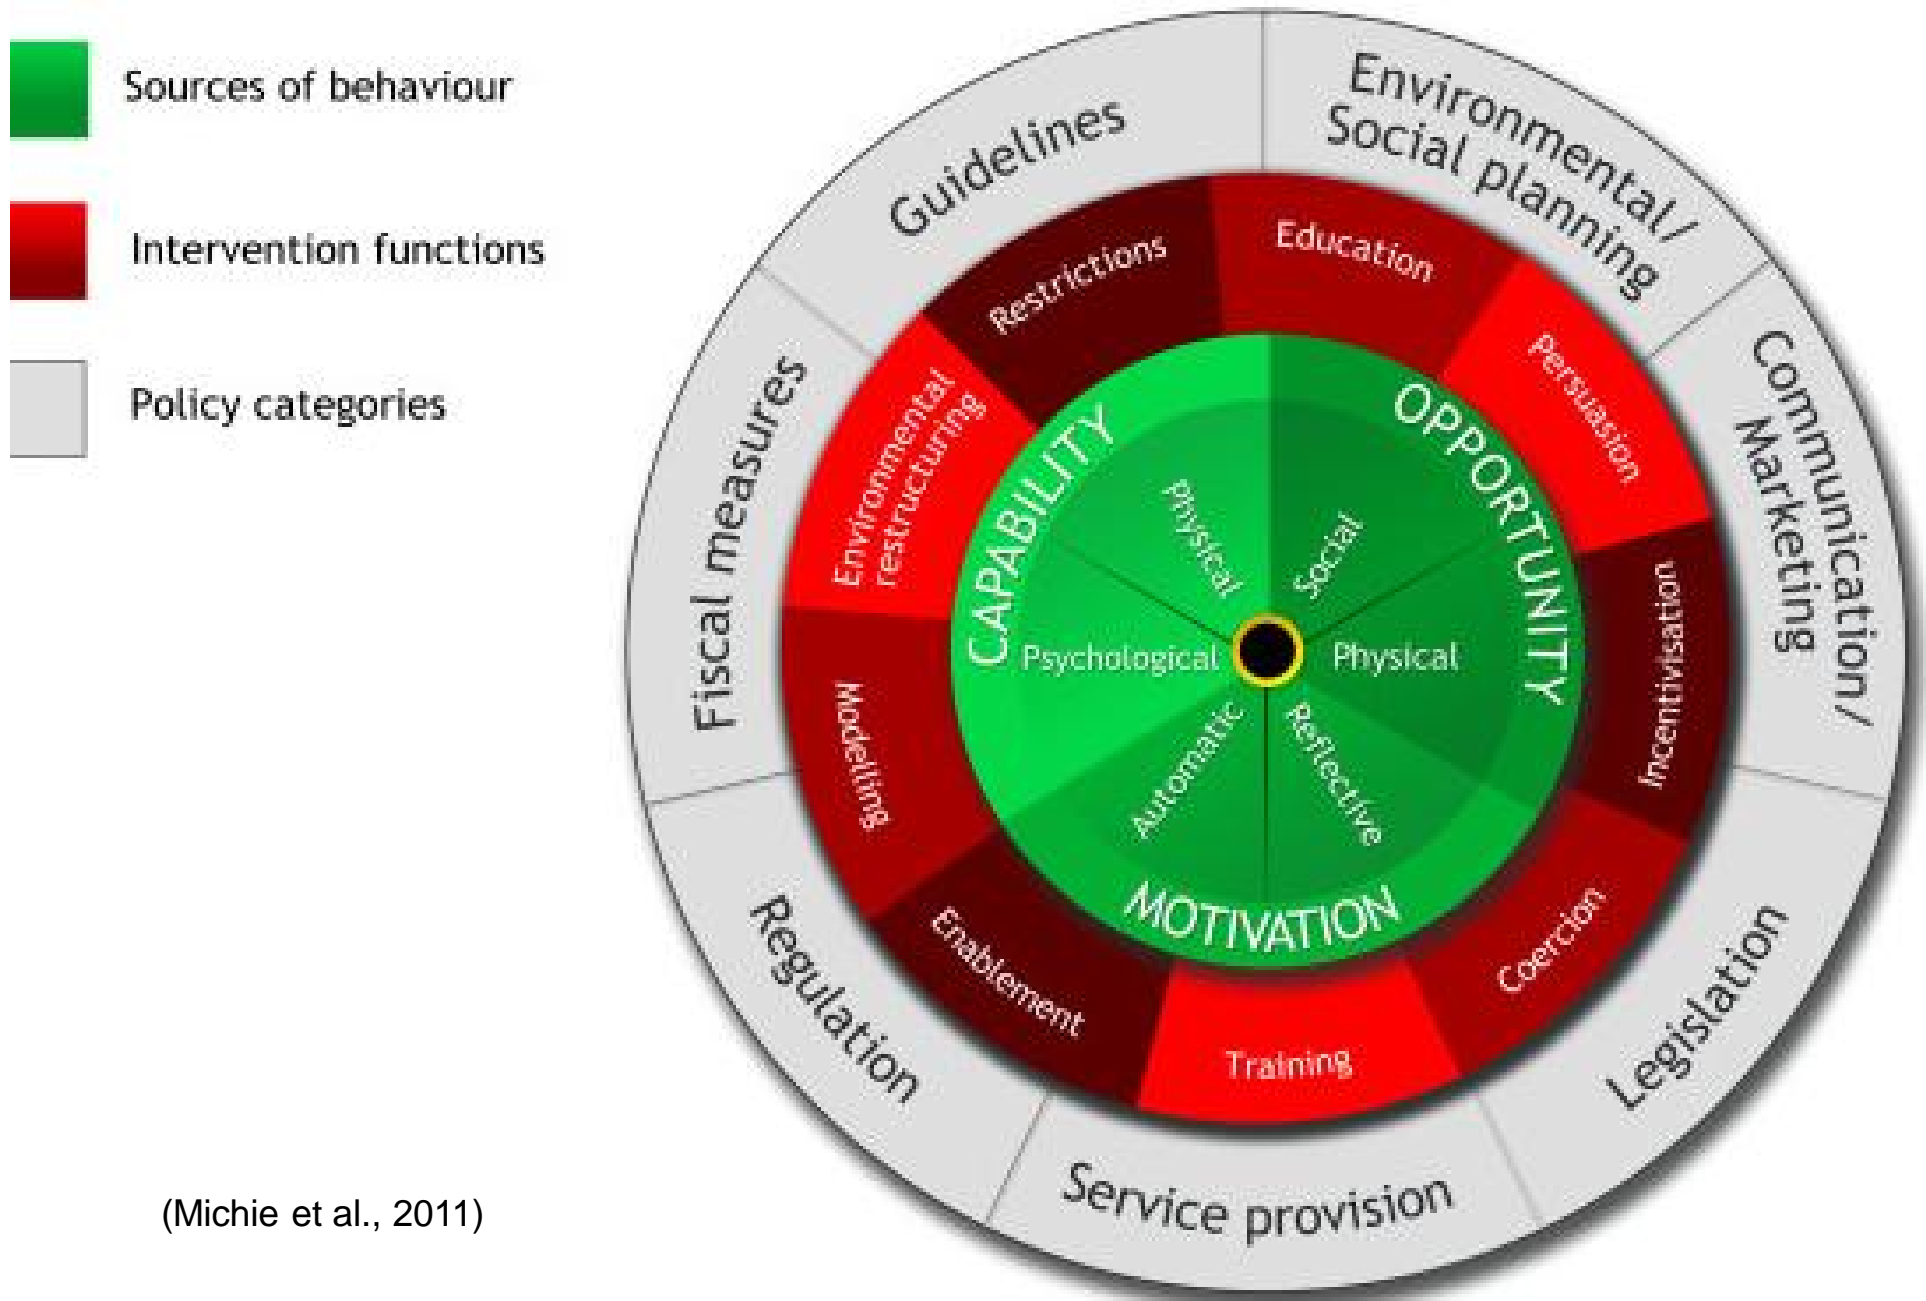 Sources of behaviour
Intervention functions
Policy categories
(Michie et al., 2011)
Guidelines
Environmental/
Social planning
Communication/
Marketing
Legislation
Service provision
Regulation
Fiscal measures
Restrictions
Education
Persuasion
Incentivisation
Coercion
Training
Enablement
Modelling
Environmental
restructuring
CAPABILITY
OPPORTUNITY
MOTIVATION
Physical
Social
Physical
Reflective
Automatic
Psychological